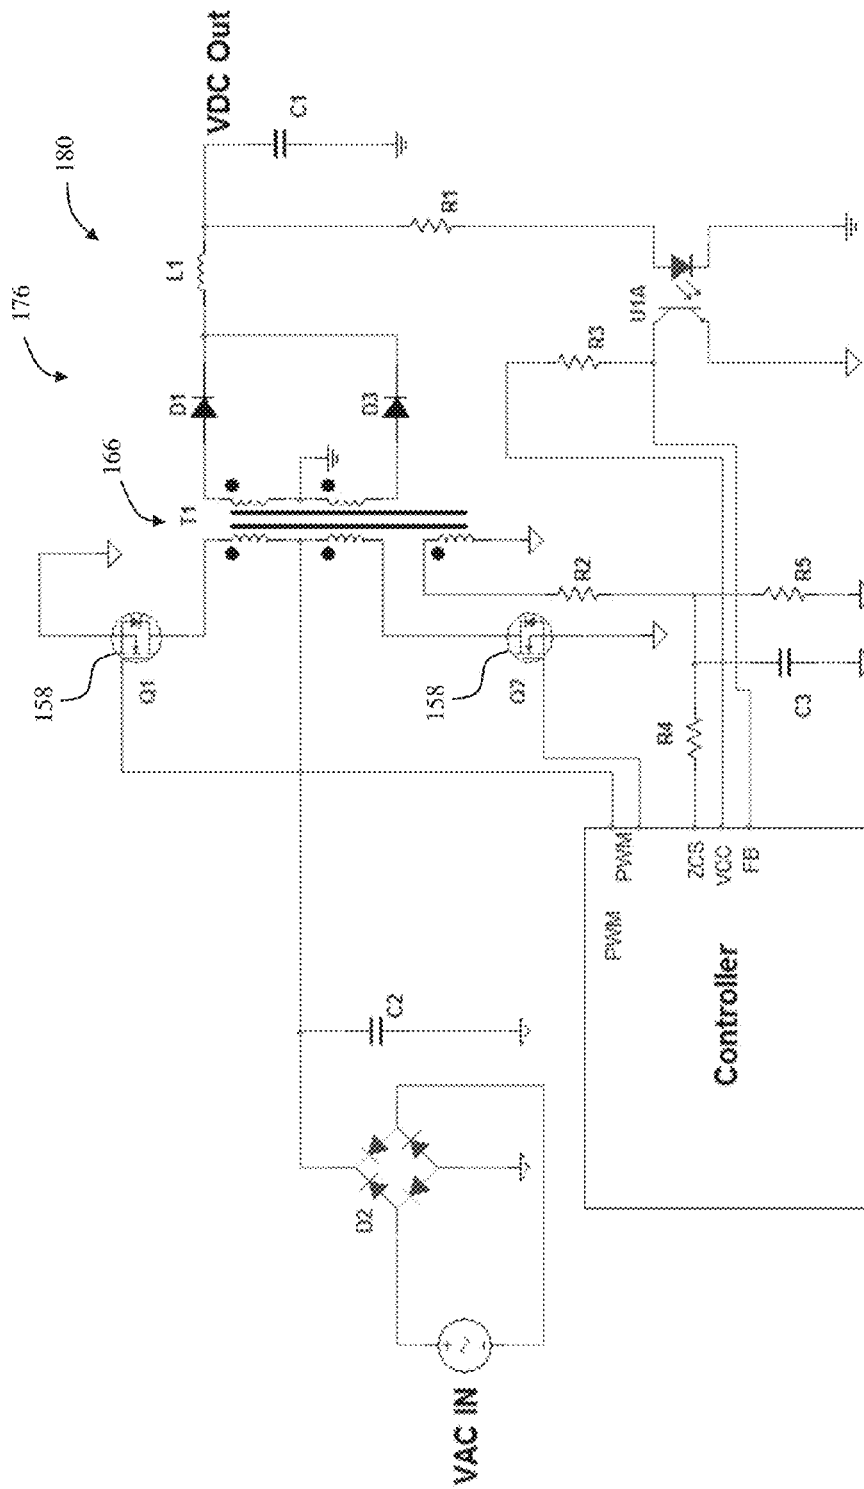 180
176
166
158
158
VDC Out
C1
L1
R1
D1
D3
T1
U1A
R3
Q1
Q7
R2
R5
R4
C3
PWM
PWM
ZCS
VCC
FB
Controller
C2
D2
VAC IN